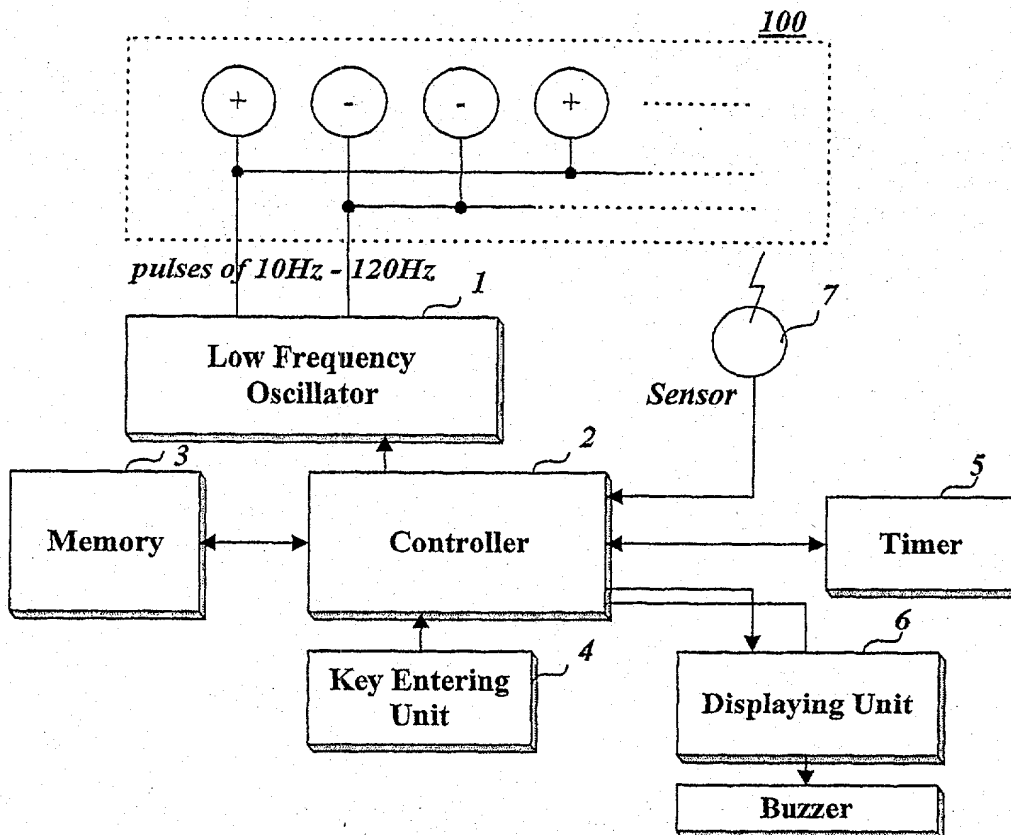 100
+ - - +
pulses of 10Hz - 120Hz
1
7
Low Frequency
Oscillator
Sensor
3
2
5
Memory
Controller
Timer
4
6
Key Entering
Unit
Displaying Unit
Buzzer